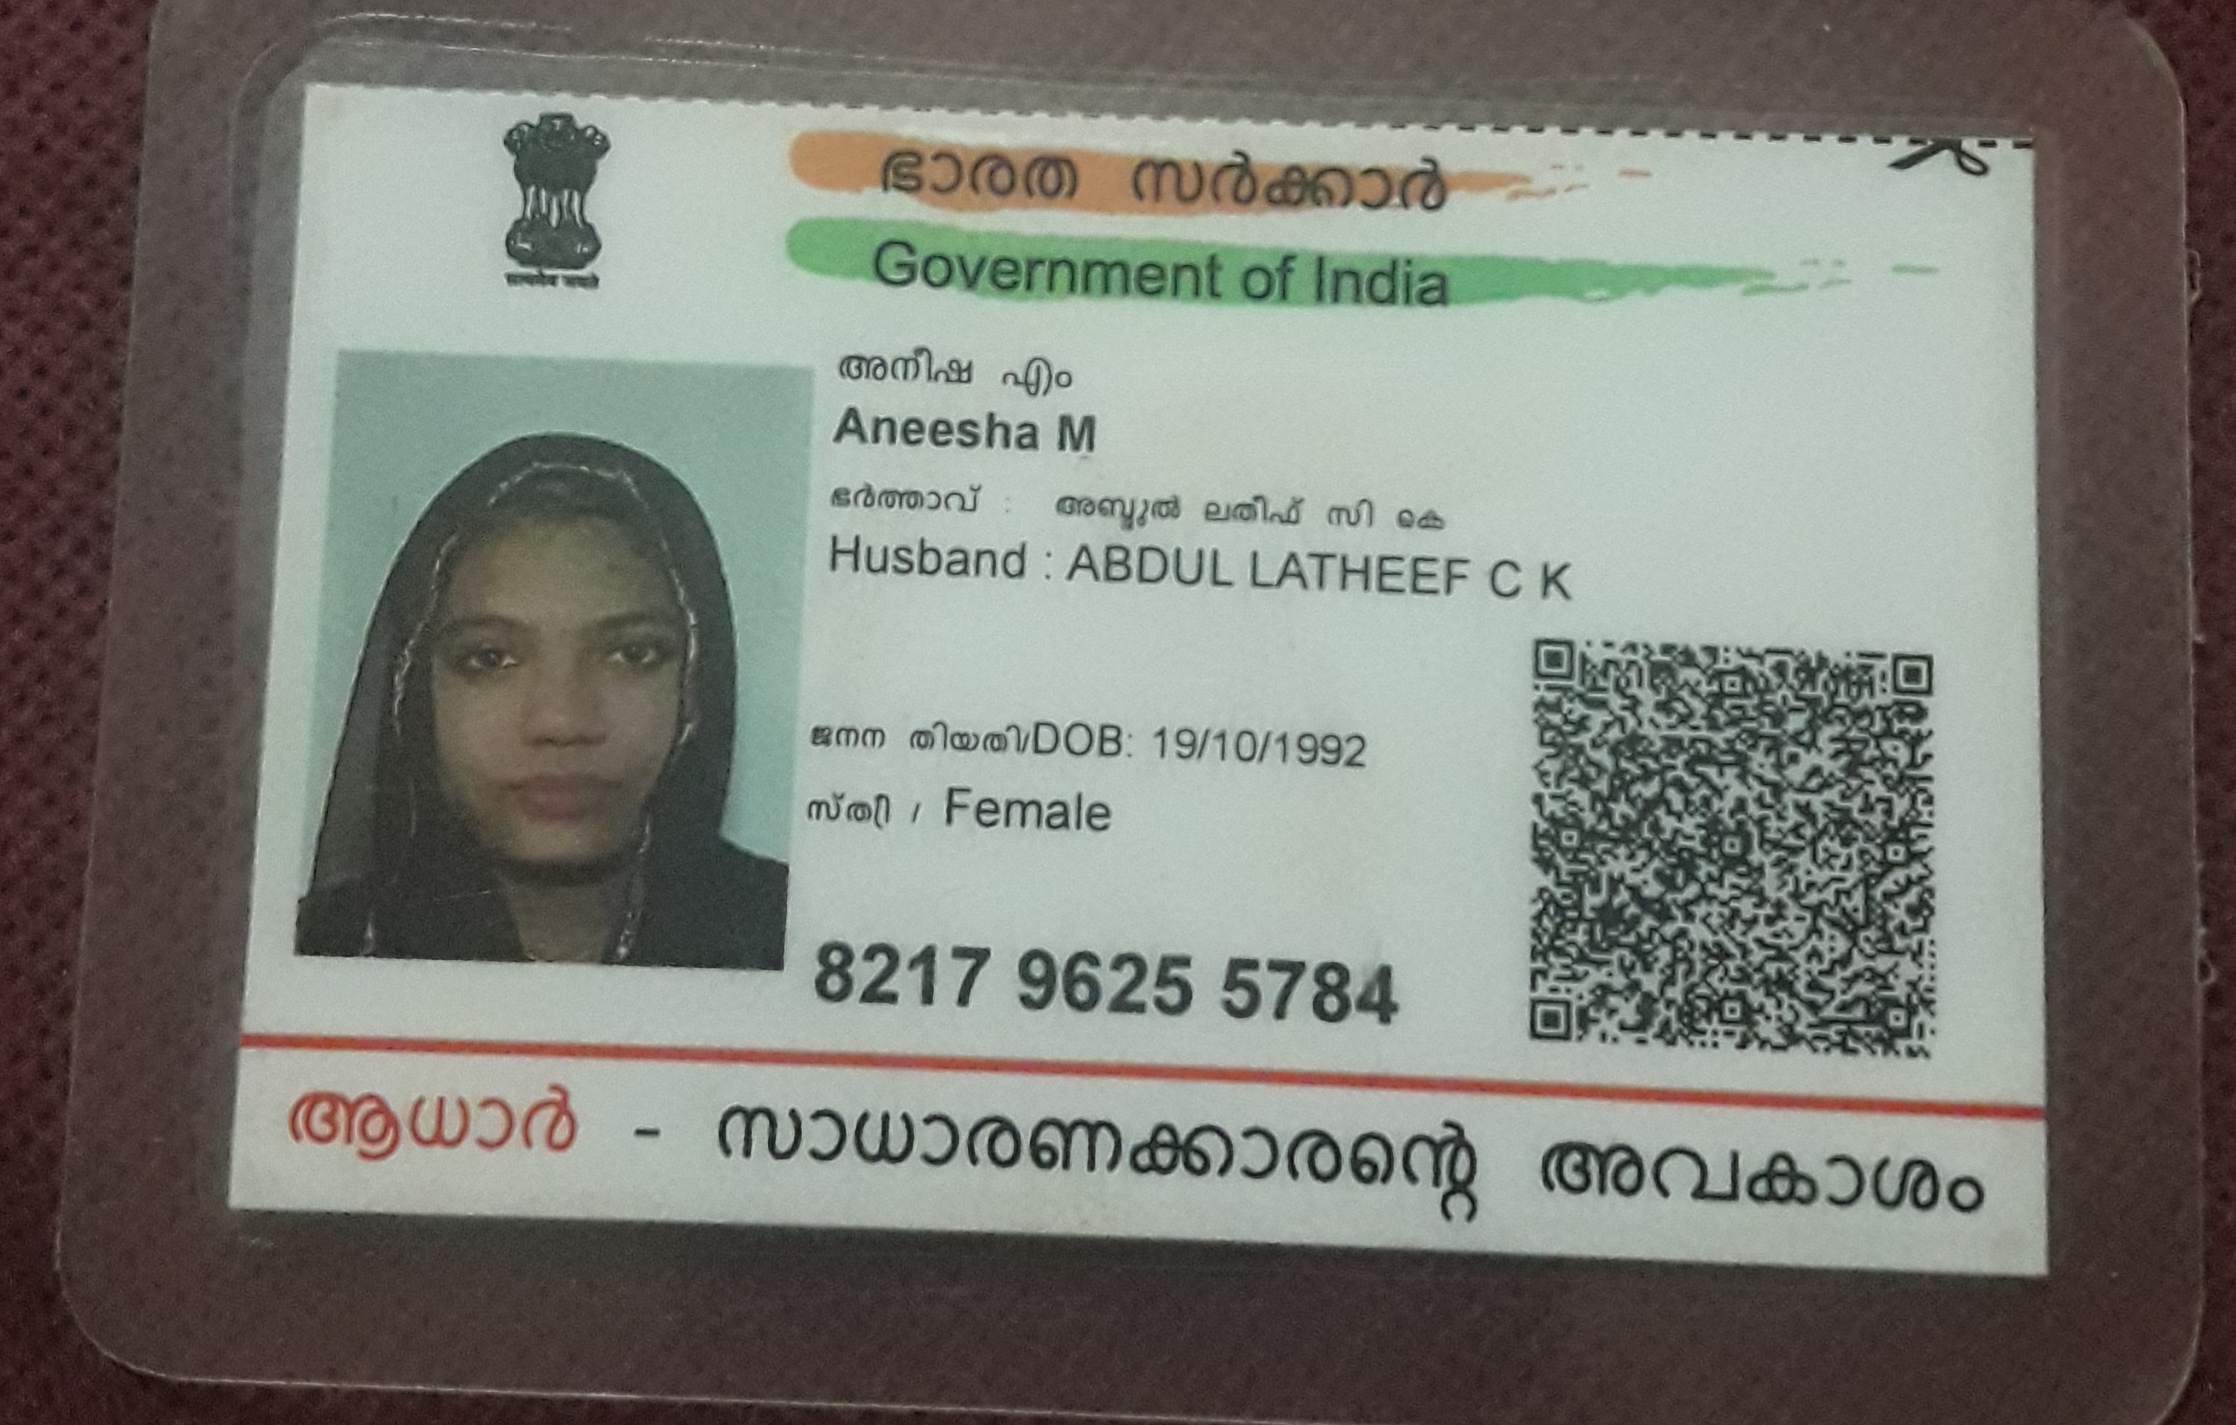 सत्यमेव जयते
ഭാരത സർക്കാർ
Government of India
അനീഷ എം
Aneesha M
ഭർത്താവ് : അബ്ദുൽ ലതീഫ് സി കെ
Husband : ABDUL LATHEEF C K
ജനന തിയതി/DOB: 19/10/1992
സ്ത്രീ / Female
8217 9625 5784
ആധാർ - സാധാരണക്കാരന്റെ അവകാശം